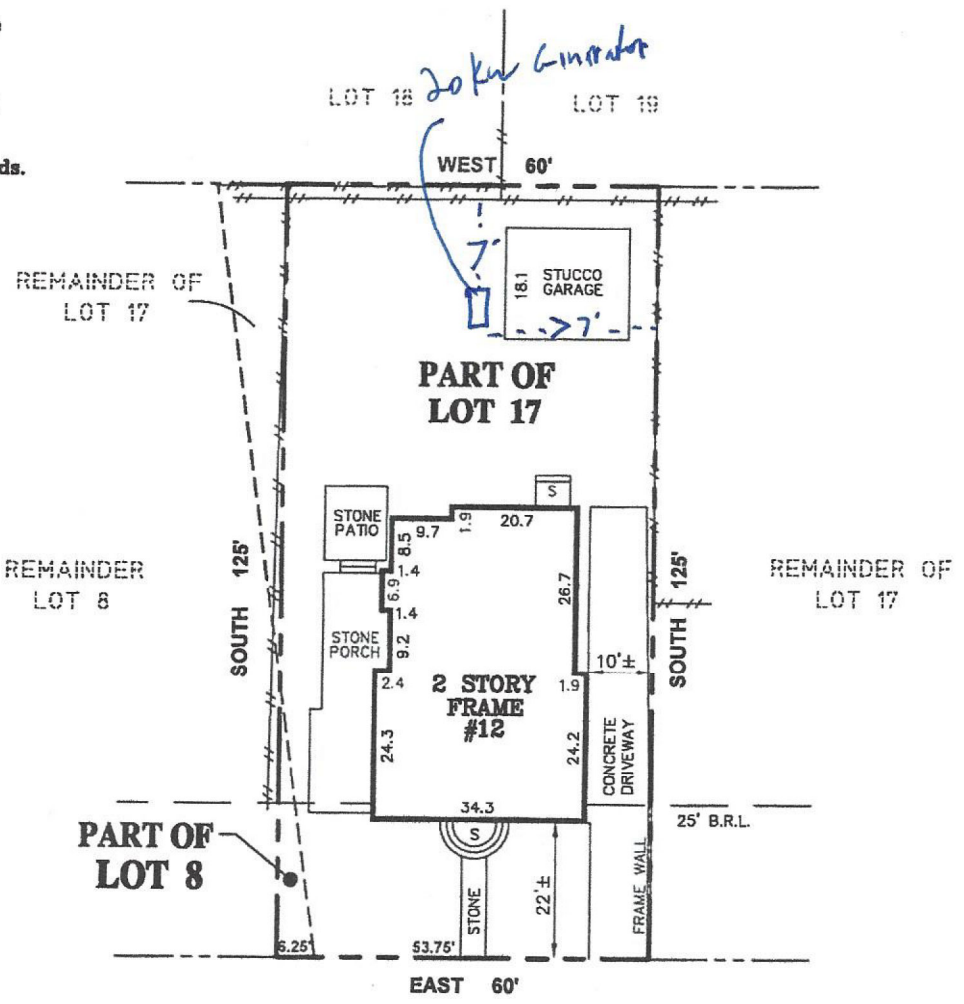 ds.
LOT 18
20 KW Generator
LOT 19
WEST 60'
REMAINDER OF
LOT 17
7'
18.1
STUCCO
GARAGE
>7'
PART OF
LOT 17
S
STONE
PATIO
9.7
1.9
20.7
8.5
1.4
6.9
1.4
9.2
2.4
STONE
PORCH
REMAINDER
LOT 8
SOUTH 125'
26.7
SOUTH 125'
REMAINDER OF
LOT 17
10'±
2 STORY
FRAME
#12
1.9
24.3
24.2
CONCRETE
DRIVEWAY
34.3
25' B.R.L.
S
PART OF
LOT 8
STONE
22'±
FRAME WALL
6.25'
53.75'
EAST 60'